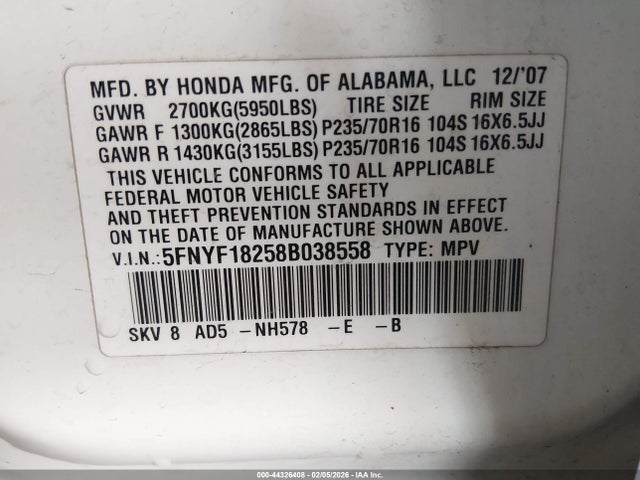 MFD. BY HONDA MFG. OF ALABAMA, LLC 12/'07
GVWR 2700KG(5950LBS) TIRE SIZE RIM SIZE
GAWR F 1300KG(2865LBS) P235/70R16 104S 16X6.5JJ
GAWR R 1430KG(3155LBS) P235/70R16 104S 16X6.5JJ
THIS VEHICLE CONFORMS TO ALL APPLICABLE
FEDERAL MOTOR VEHICLE SAFETY
AND THEFT PREVENTION STANDARDS IN EFFECT
ON THE DATE OF MANUFACTURE SHOWN ABOVE.
V.I.N.: 5FNYF18258B038558 TYPE: MPV
SKV 8 AD5 -NH578 -E -B
000-44326408 - 02/05/2026 - IAAI.com